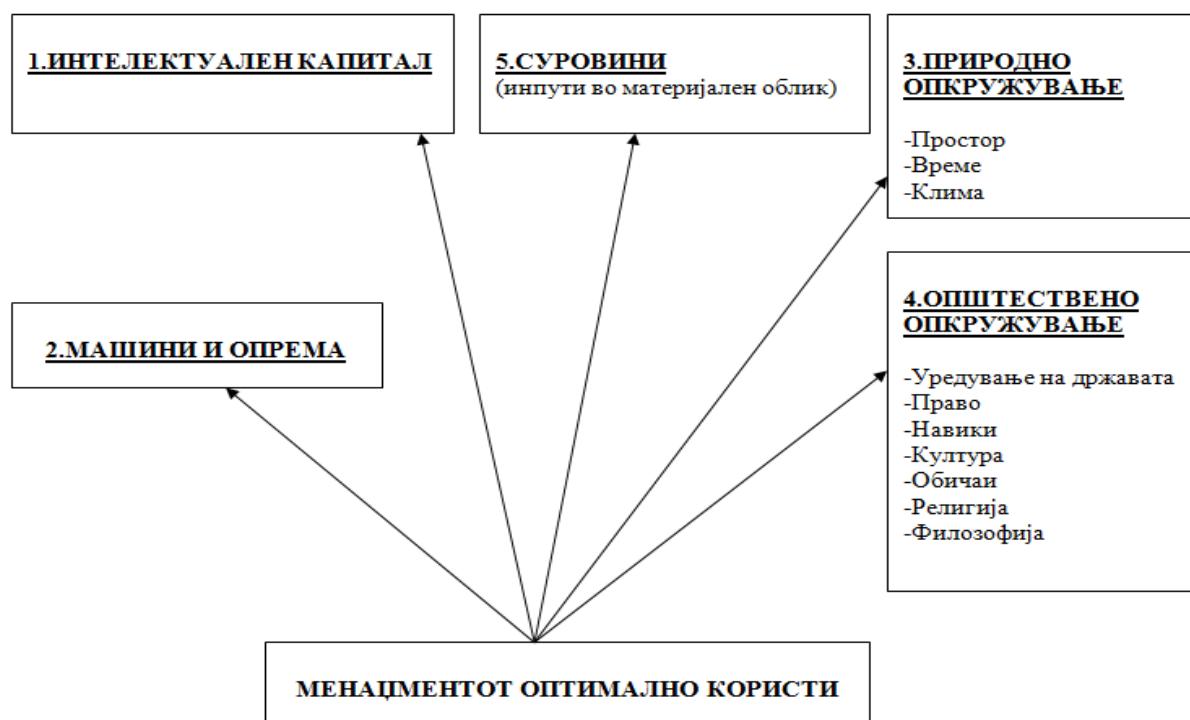 1.ИНТЕЛЕКТУАЛЕН КАПИТАЛ
5.СУРОВИНИ
(инпути во материјален облик)
3.ПРИРОДНО
ОПКРУЖУВАЊЕ
-Простор
-Време
-Клима
2.МАШИНИ И ОПРЕМА
4.ОПШТЕСТВЕНО
ОПКРУЖУВАЊЕ
-Уредување на државата
-Право
-Навики
-Култура
-Обичаи
-Религија
-Филозофија
МЕНАЏМЕНТОТ ОПТИМАЛНО КОРИСТИ